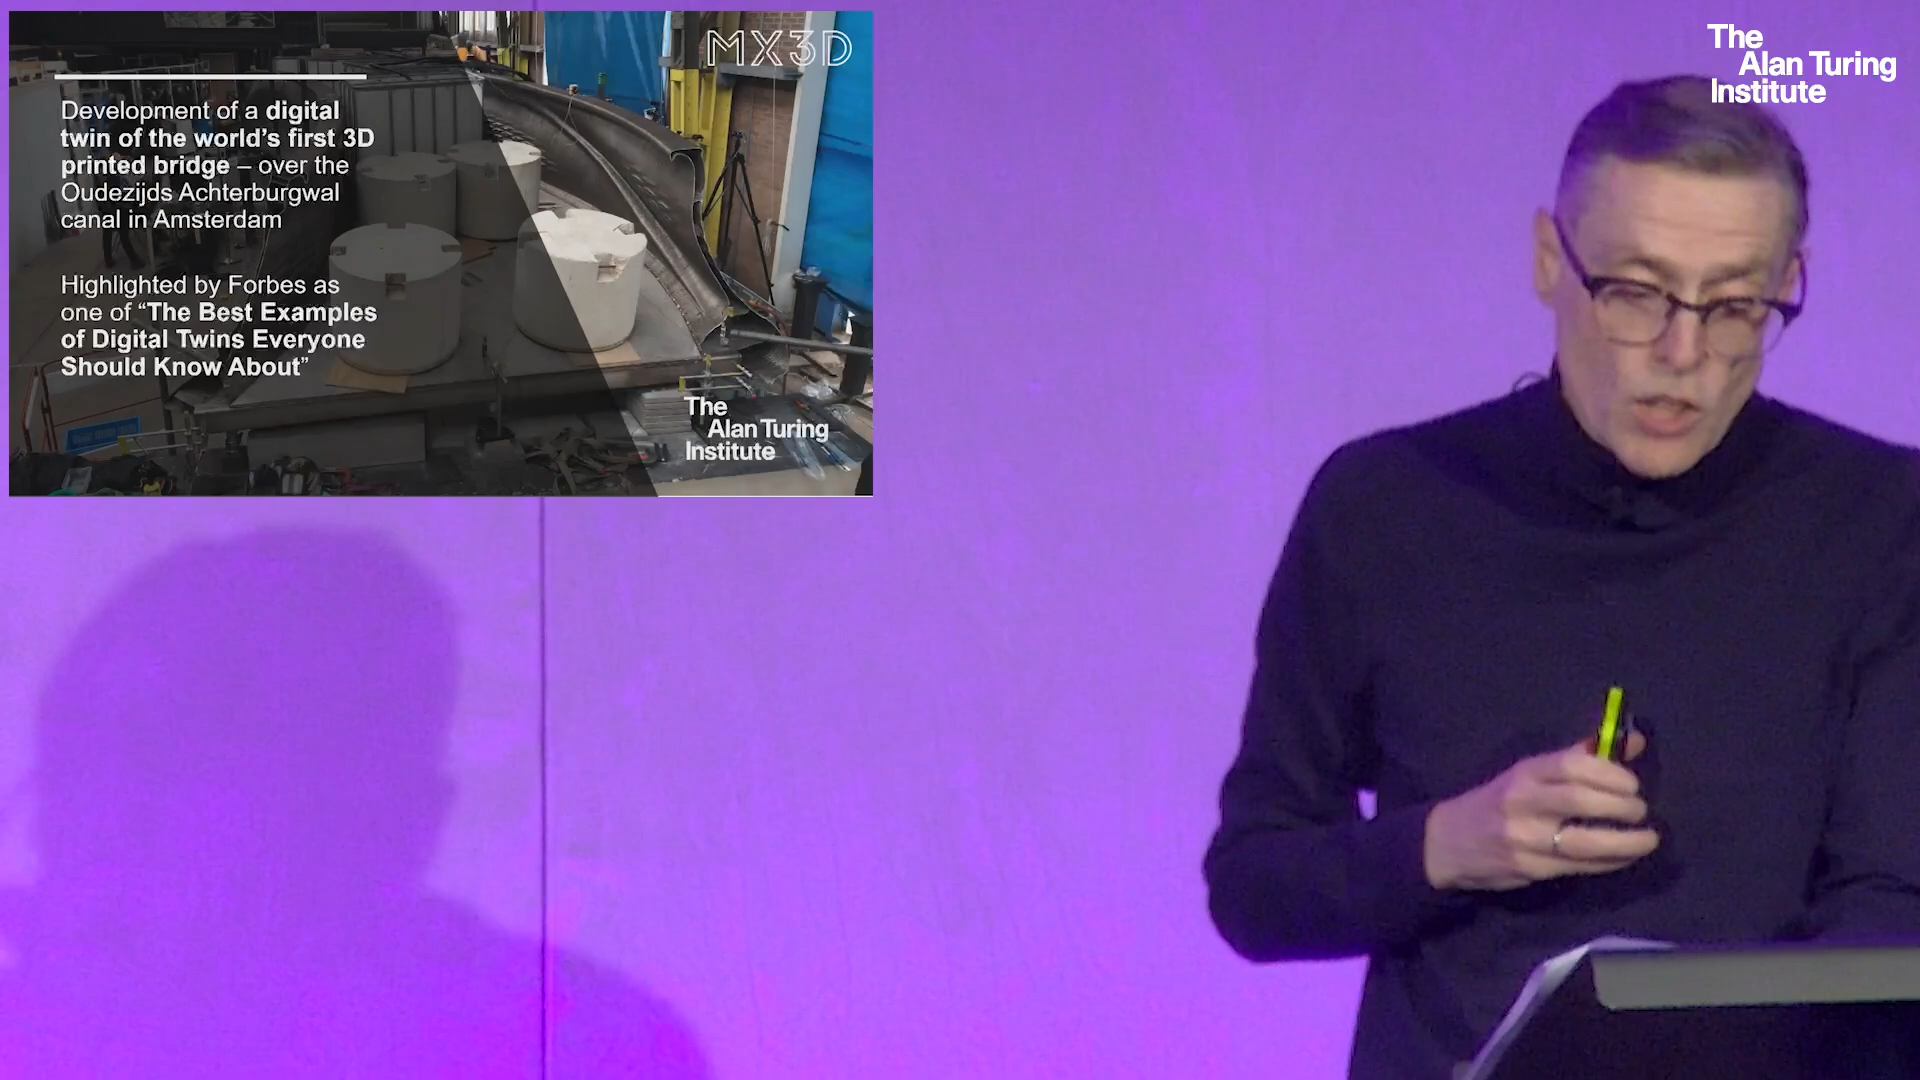 MX3D
Development of a digital
twin of the world's first 3D
printed bridge – over the
Oudezijds Achterburgwal
canal in Amsterdam
Highlighted by Forbes as
one of “The Best Examples
of Digital Twins Everyone
Should Know About”
The
Alan Turing
Institute
The
Alan Turing
Institute